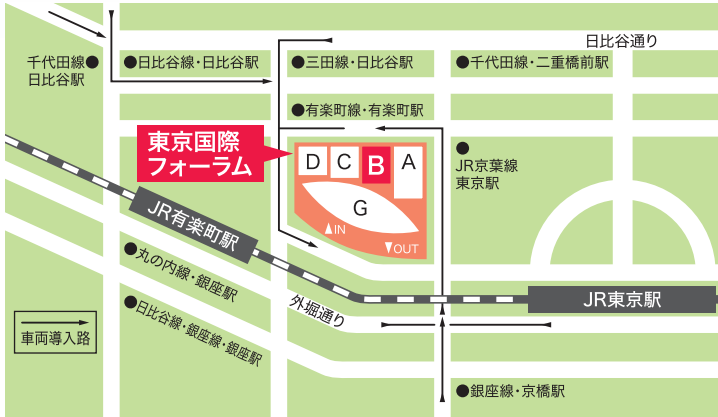 日比谷通り
千代田線
日比谷駅
日比谷線・日比谷駅
三田線・日比谷駅
千代田線・二重橋前駅
有楽町線・有楽町駅
東京国際
フォーラム
D
C
B
A
G
IN
OUT
JR京葉線
東京駅
JR有楽町駅
丸の内線・銀座駅
日比谷線・銀座線・銀座駅
外堀通り
JR東京駅
車両導入路
銀座線・京橋駅